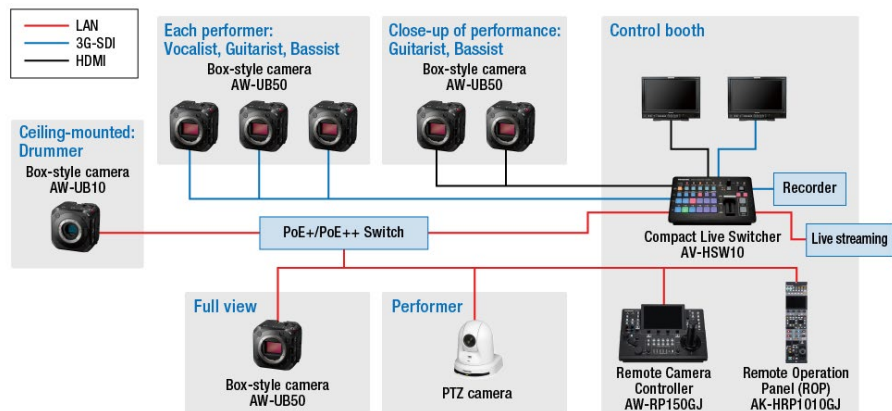 LAN
3G-SDI
HDMI
Each performer:
Vocalist, Guitarist, Bassist
Box-style camera
AW-UB50
Close-up of performance:
Guitarist, Bassist
Box-style camera
AW-UB50
Control booth
Ceiling-mounted:
Drummer
Box-style camera
AW-UB10
PoE+/PoE++ Switch
Recorder
Compact Live Switcher
AV-HSW10
Live streaming
Full view
Box-style camera
AW-UB50
Performer
PTZ camera
Remote Camera
Controller
AW-RP150GJ
Remote Operation
Panel (ROP)
AK-HRP1010GJ